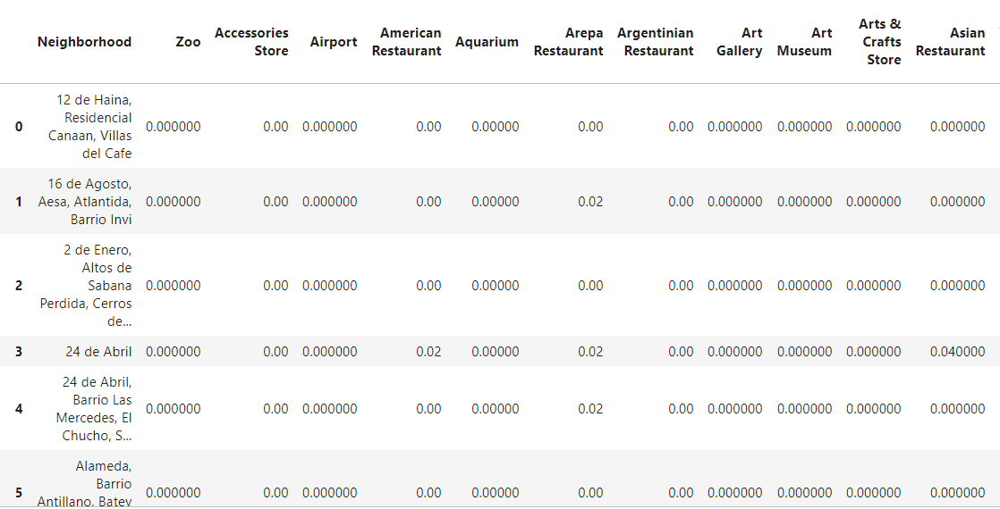 Neighborhood Zoo Accessories Store Airport American Restaurant Aquarium Arepa Restaurant Argentinian Restaurant Art Gallery Art Museum Arts & Crafts Store Asian Restaurant
0 12 de Haina, Residencial Canaan, Villas del Cafe 0.000000 0.00 0.000000 0.00 0.00000 0.00 0.00 0.000000 0.000000 0.000000 0.000000
1 16 de Agosto, Aesa, Atlantida, Barrio Invi 0.000000 0.00 0.000000 0.00 0.00000 0.02 0.00 0.000000 0.000000 0.000000 0.000000
2 2 de Enero, Altos de Sabana Perdida, Cerros de... 0.000000 0.00 0.000000 0.00 0.00000 0.00 0.00 0.000000 0.000000 0.000000 0.000000
3 24 de Abril 0.000000 0.00 0.000000 0.02 0.00000 0.02 0.00 0.000000 0.000000 0.000000 0.040000
4 24 de Abril, Barrio Las Mercedes, El Chucho, S... 0.000000 0.00 0.000000 0.00 0.00000 0.02 0.00 0.000000 0.000000 0.000000 0.000000
5 Alameda, Barrio Antillano, Batey 0.000000 0.00 0.000000 0.00 0.00000 0.00 0.00 0.000000 0.000000 0.000000 0.000000